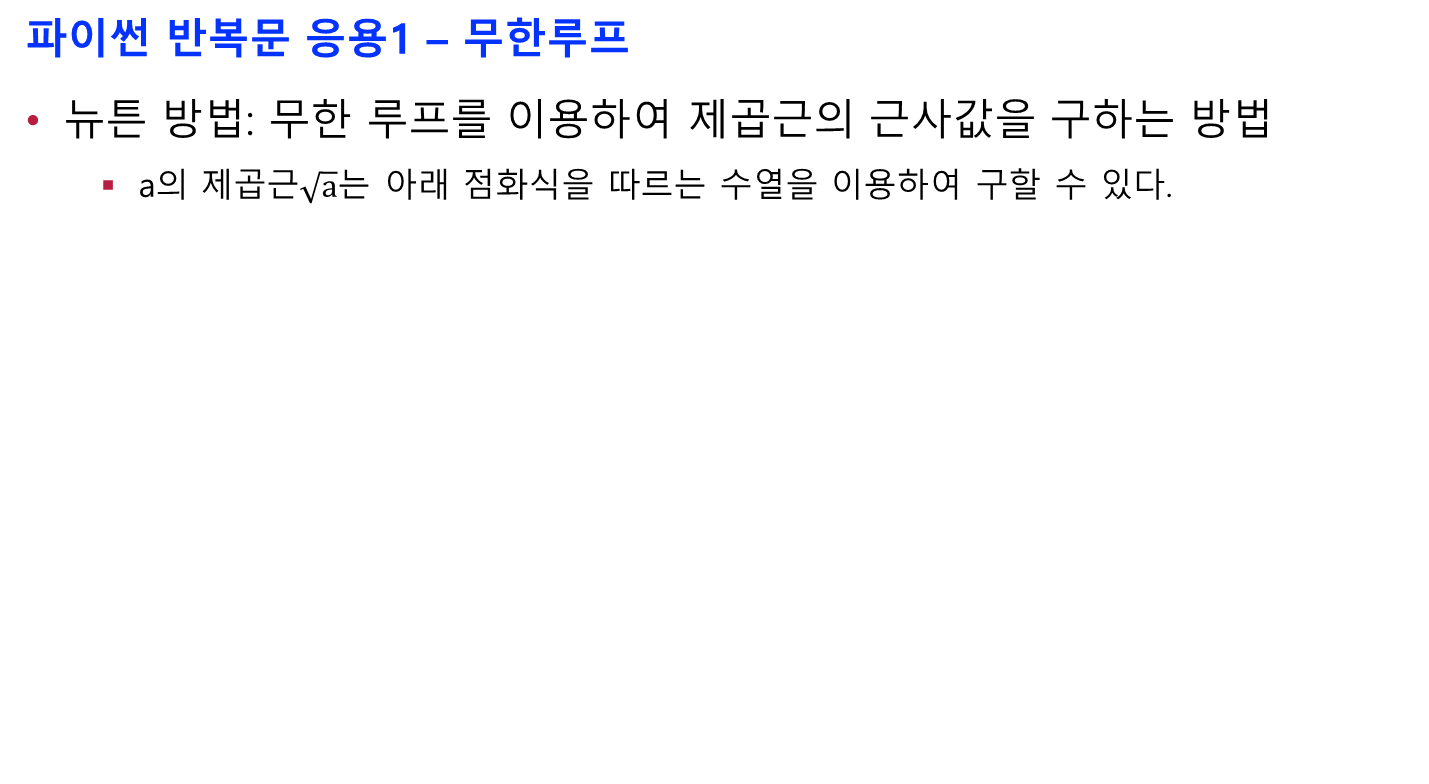 파이썬 반복문 응용1 – 무한루프
• 뉴튼 방법: 무한 루프를 이용하여 제곱근의 근사값을 구하는 방법
▪ a의 제곱근√a는 아래 점화식을 따르는 수열을 이용하여 구할 수 있다.